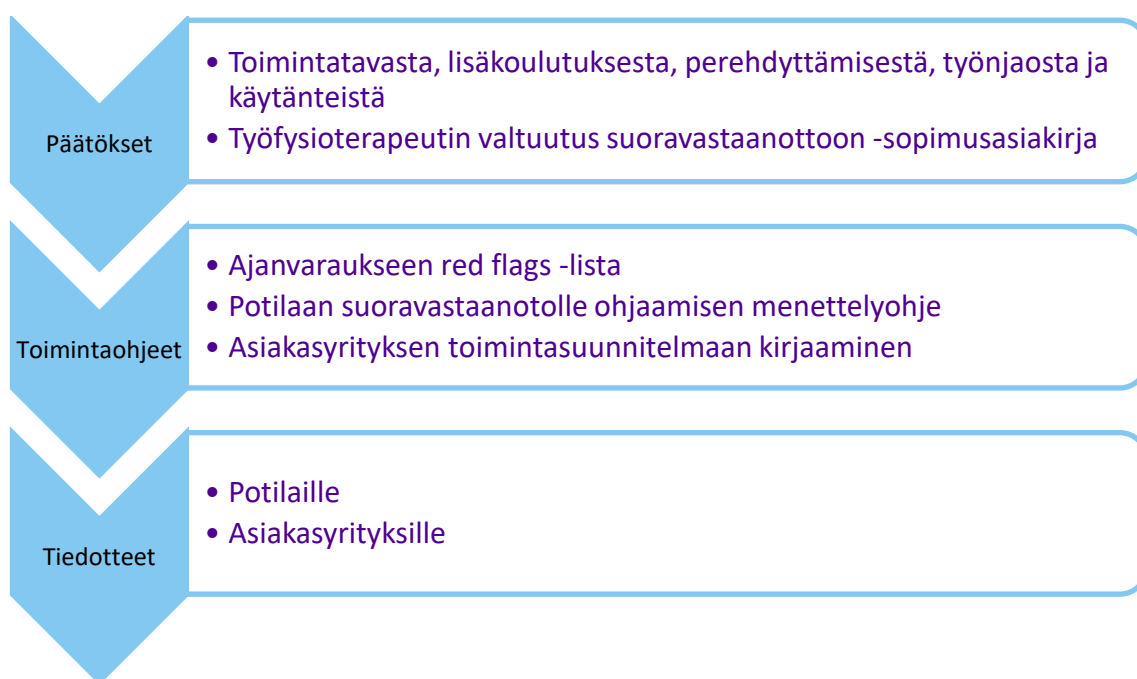 Päätökset
• Toimintatavasta, lisäkoulutuksesta, perehdyttämisestä, työnjaosta ja
käytänteistä
• Työfysioterapeutin valtuutus suoravastaanottoon -sopimusasiakirja
Toimintaohjeet
• Ajanvaraukseen red flags -lista
• Potilaan suoravastaanotolle ohjaamisen menettelyohje
• Asiakasyrityksen toimintasuunnitelmaan kirjaaminen
Tiedotteet
• Potilaille
• Asiakasyrityksille